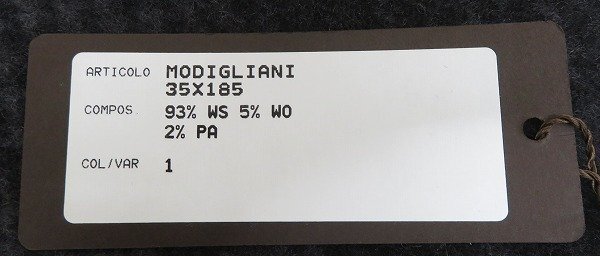 ARTICOLO MODIGLIANI
35X185
COMPOS. 93% WS 5% WO
2% PA
COL/VAR 1